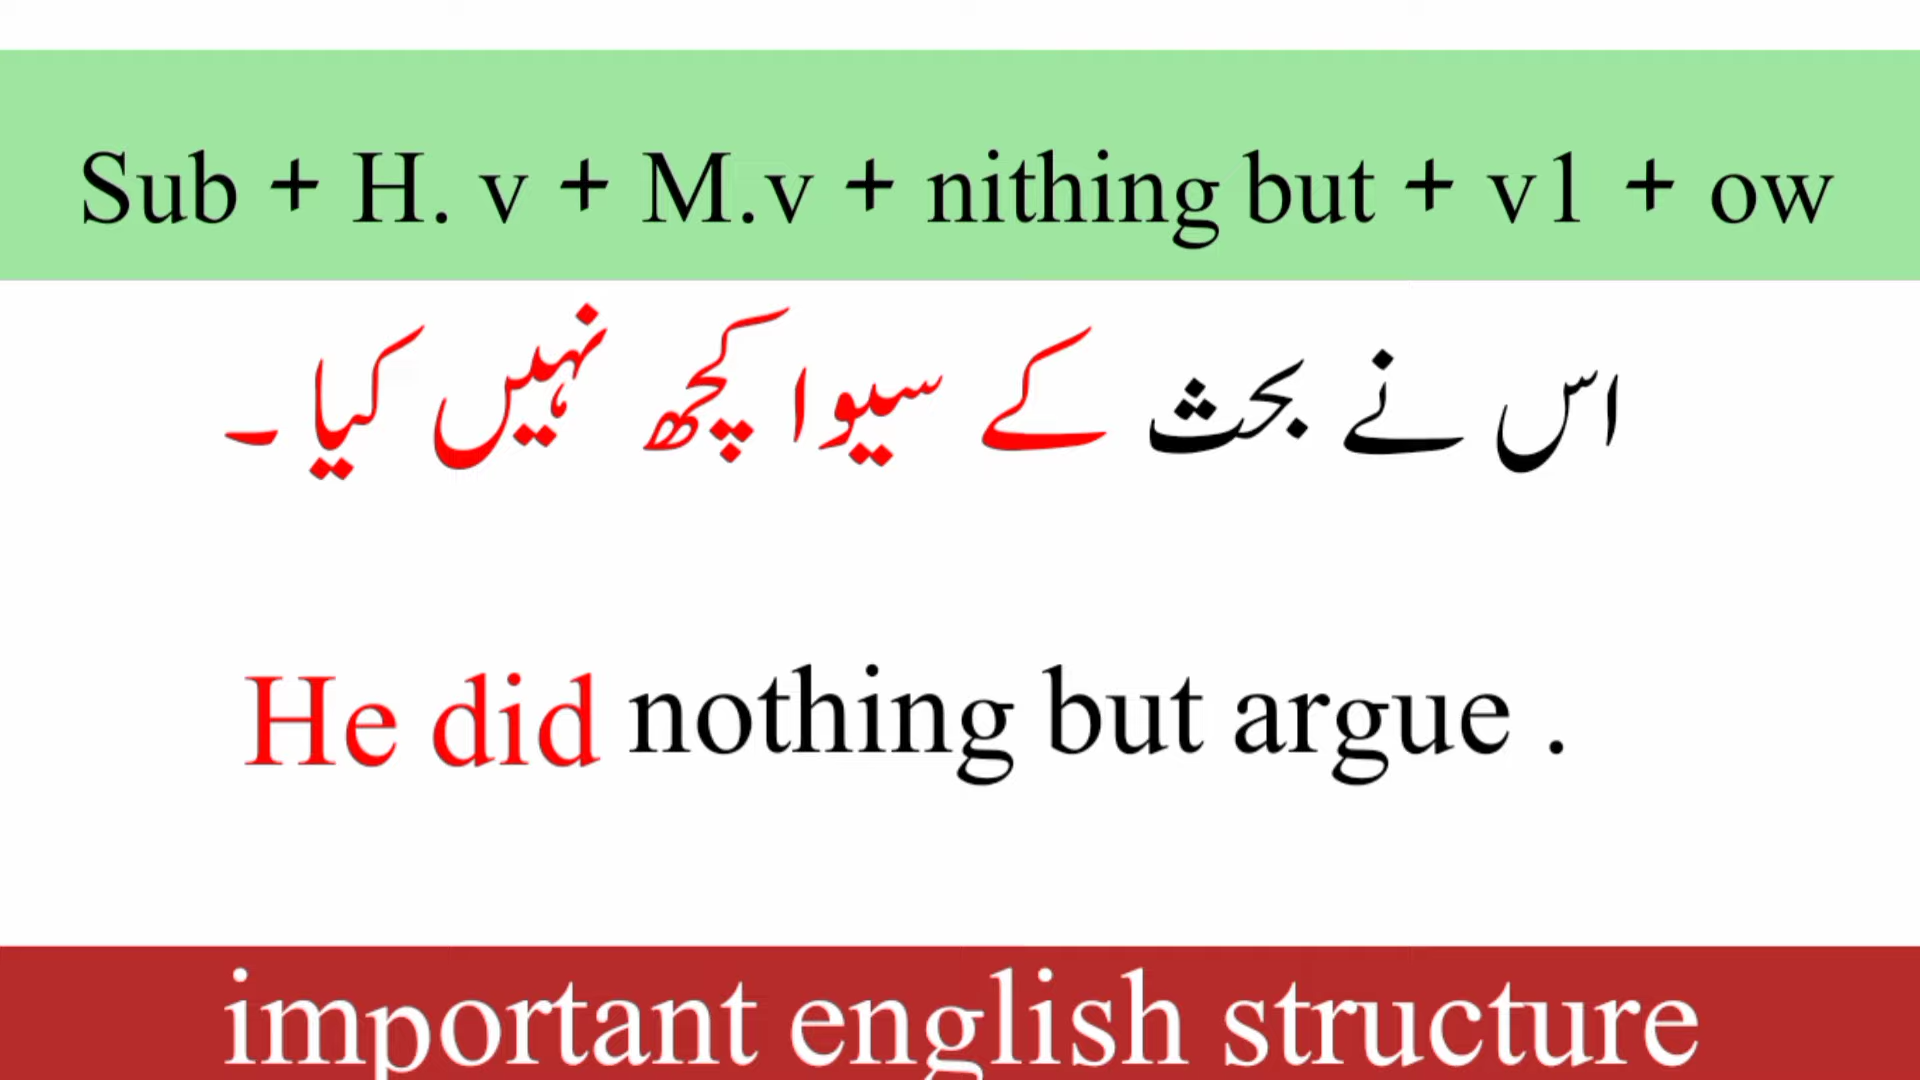 Sub + H. v + M.v + nithing but + v1 + ow
اس نے بحث کے سیوا کچھ نہیں کیا ۔
He did nothing but argue .
important english structure